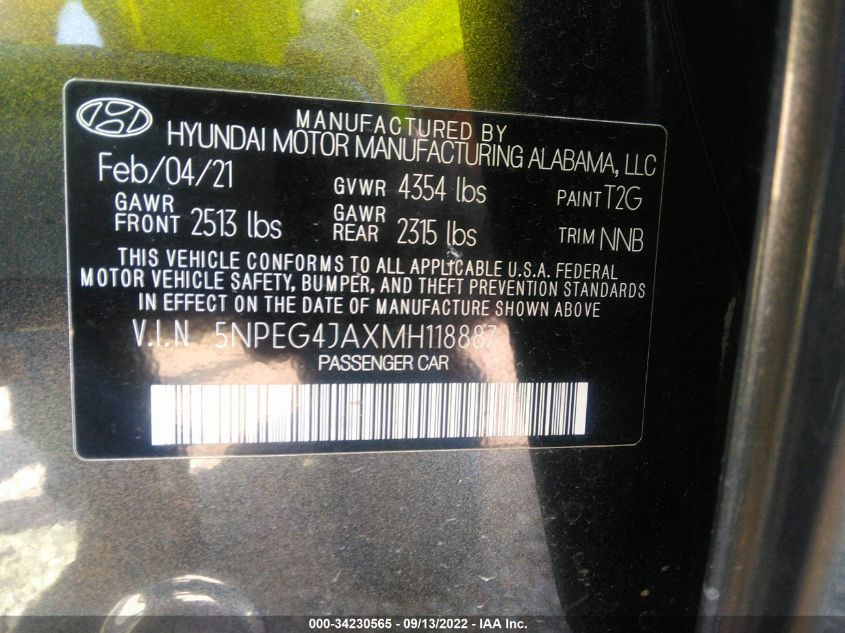 MANUFACTURED BY
HYUNDAI MOTOR MANUFACTURING ALABAMA, LLC
Feb/04/21 GVWR 4354 lbs PAINT T2G
GAWR FRONT 2513 lbs GAWR REAR 2315 lbs TRIM NNB
THIS VEHICLE CONFORMS TO ALL APPLICABLE U.S.A. FEDERAL
MOTOR VEHICLE SAFETY, BUMPER, AND THEFT PREVENTION STANDARDS
IN EFFECT ON THE DATE OF MANUFACTURE SHOWN ABOVE.
V.I.N 5NPEG4JAXMH118887
PASSENGER CAR
000-34230565 - 09/13/2022 - IAA Inc.